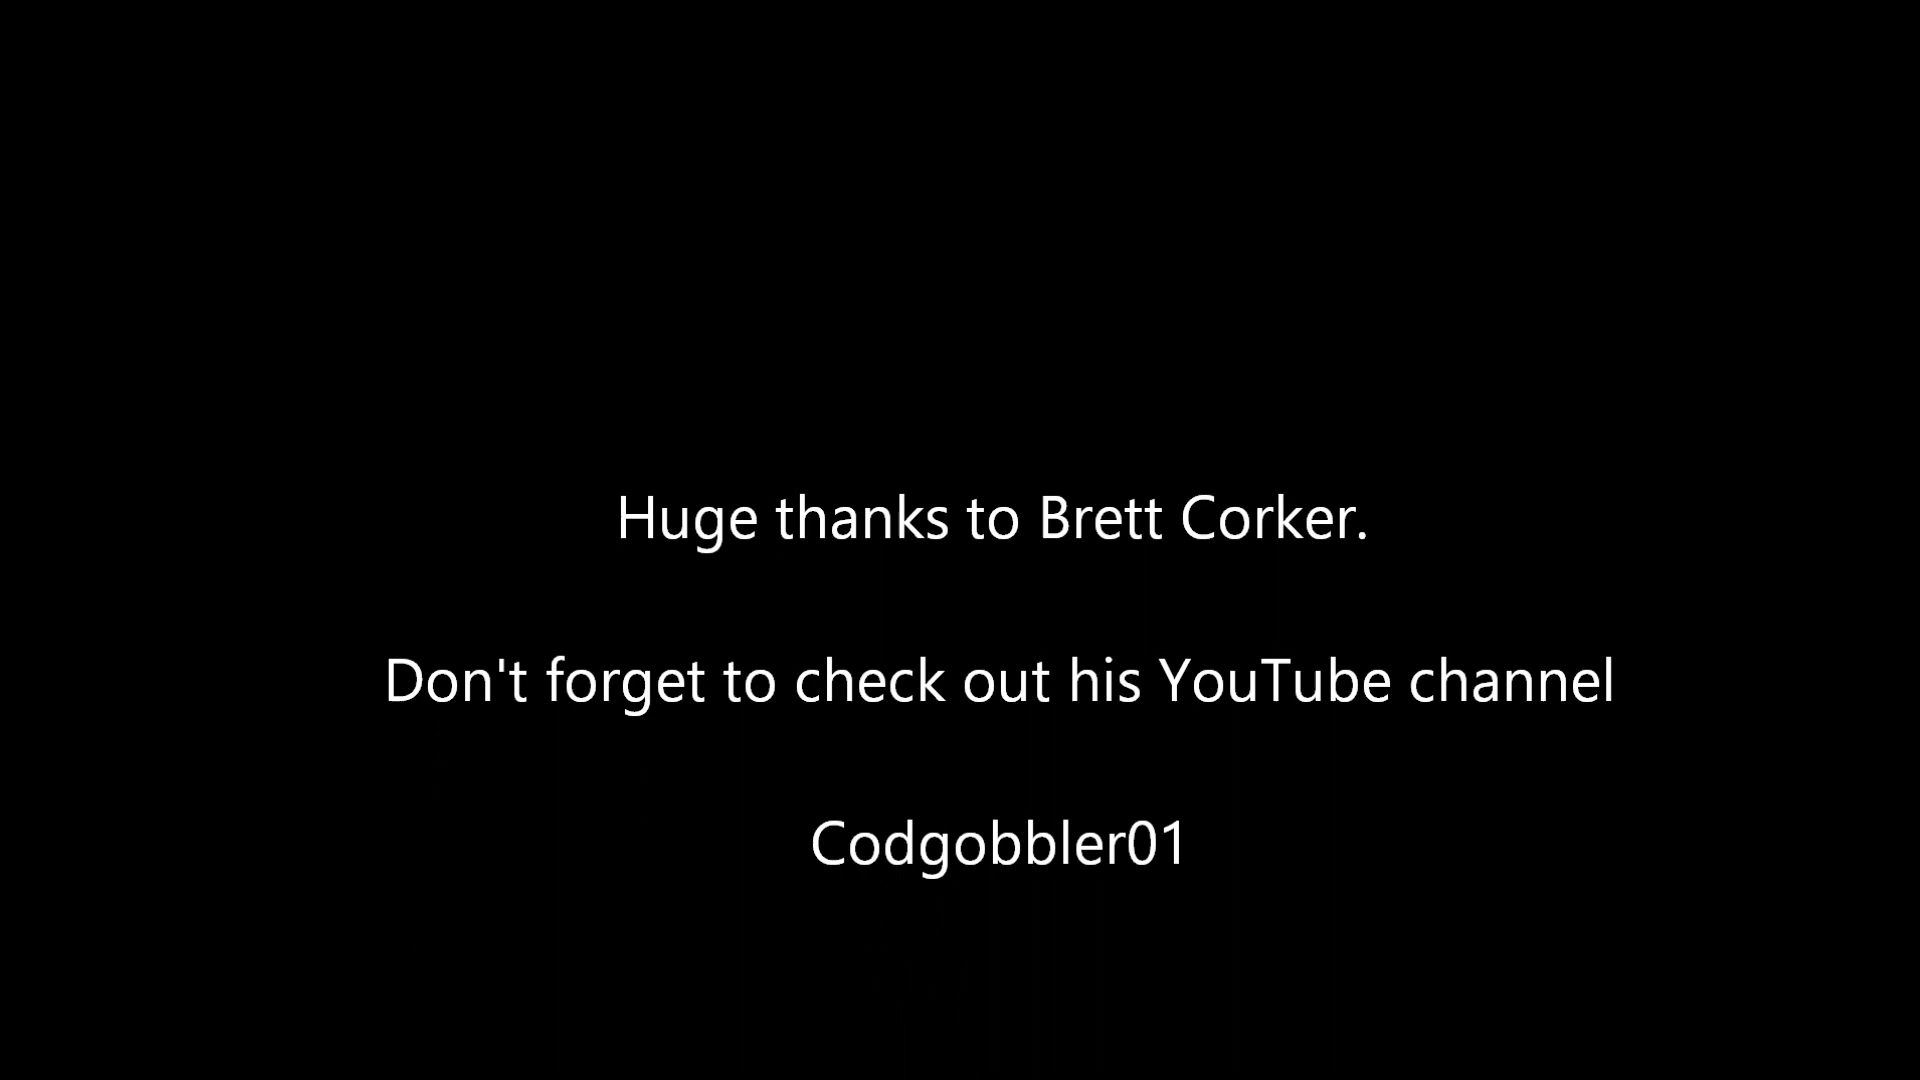 Huge thanks to Brett Corker.
Don't forget to check out his YouTube channel
Codgobbler01